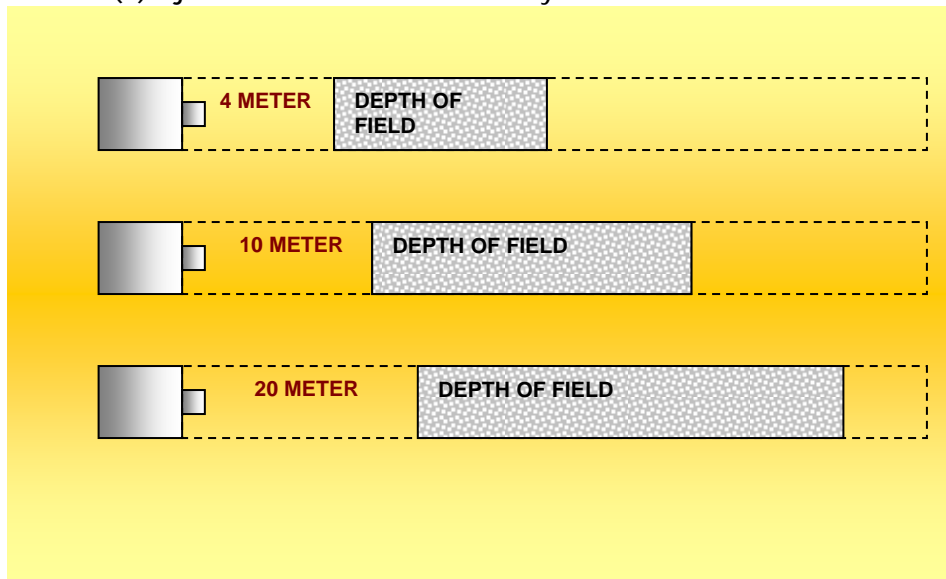 4 METER
DEPTH OF
FIELD
10 METER
DEPTH OF FIELD
20 METER
DEPTH OF FIELD